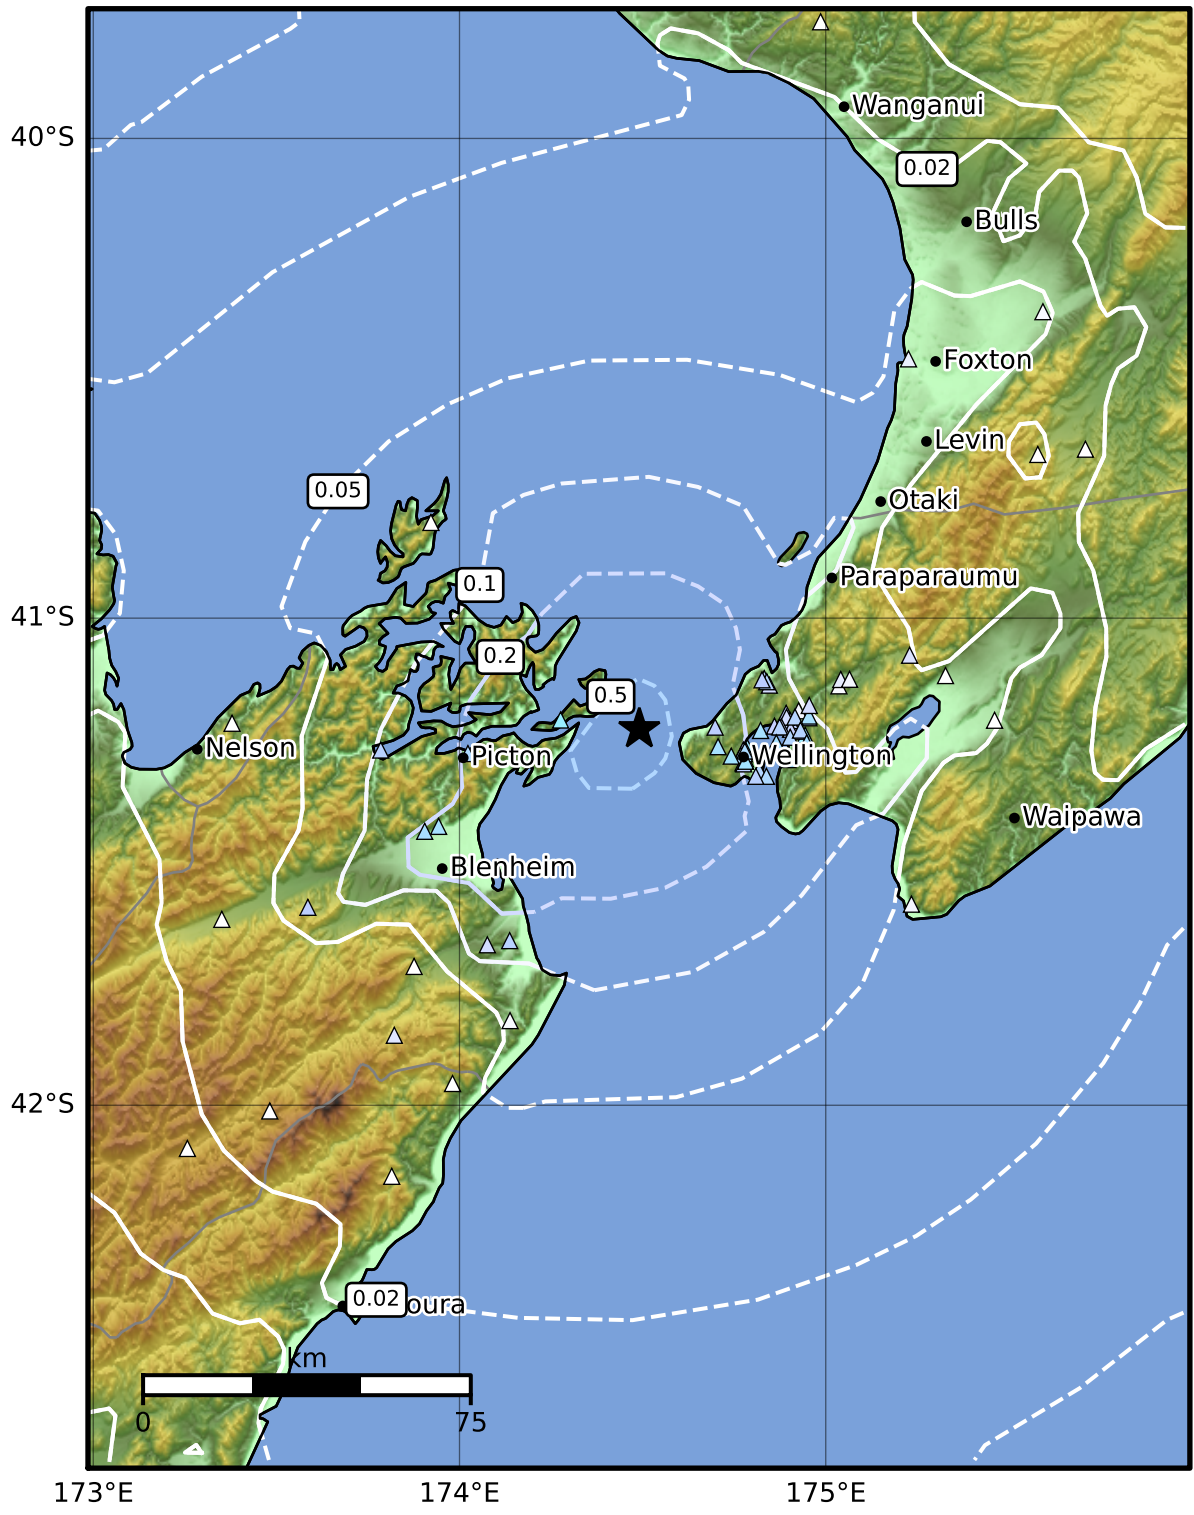 Wanganui
40°S
0.02
Bulls
Foxton
Levin
0.05
Otaki
0.1
Paraparaumu
41°S
0.2
0.5
Nelson
Picton
Wellington
Waipawa
Blenheim
42°S
0.02
oura
km
0
75
173°E
174°E
175°E